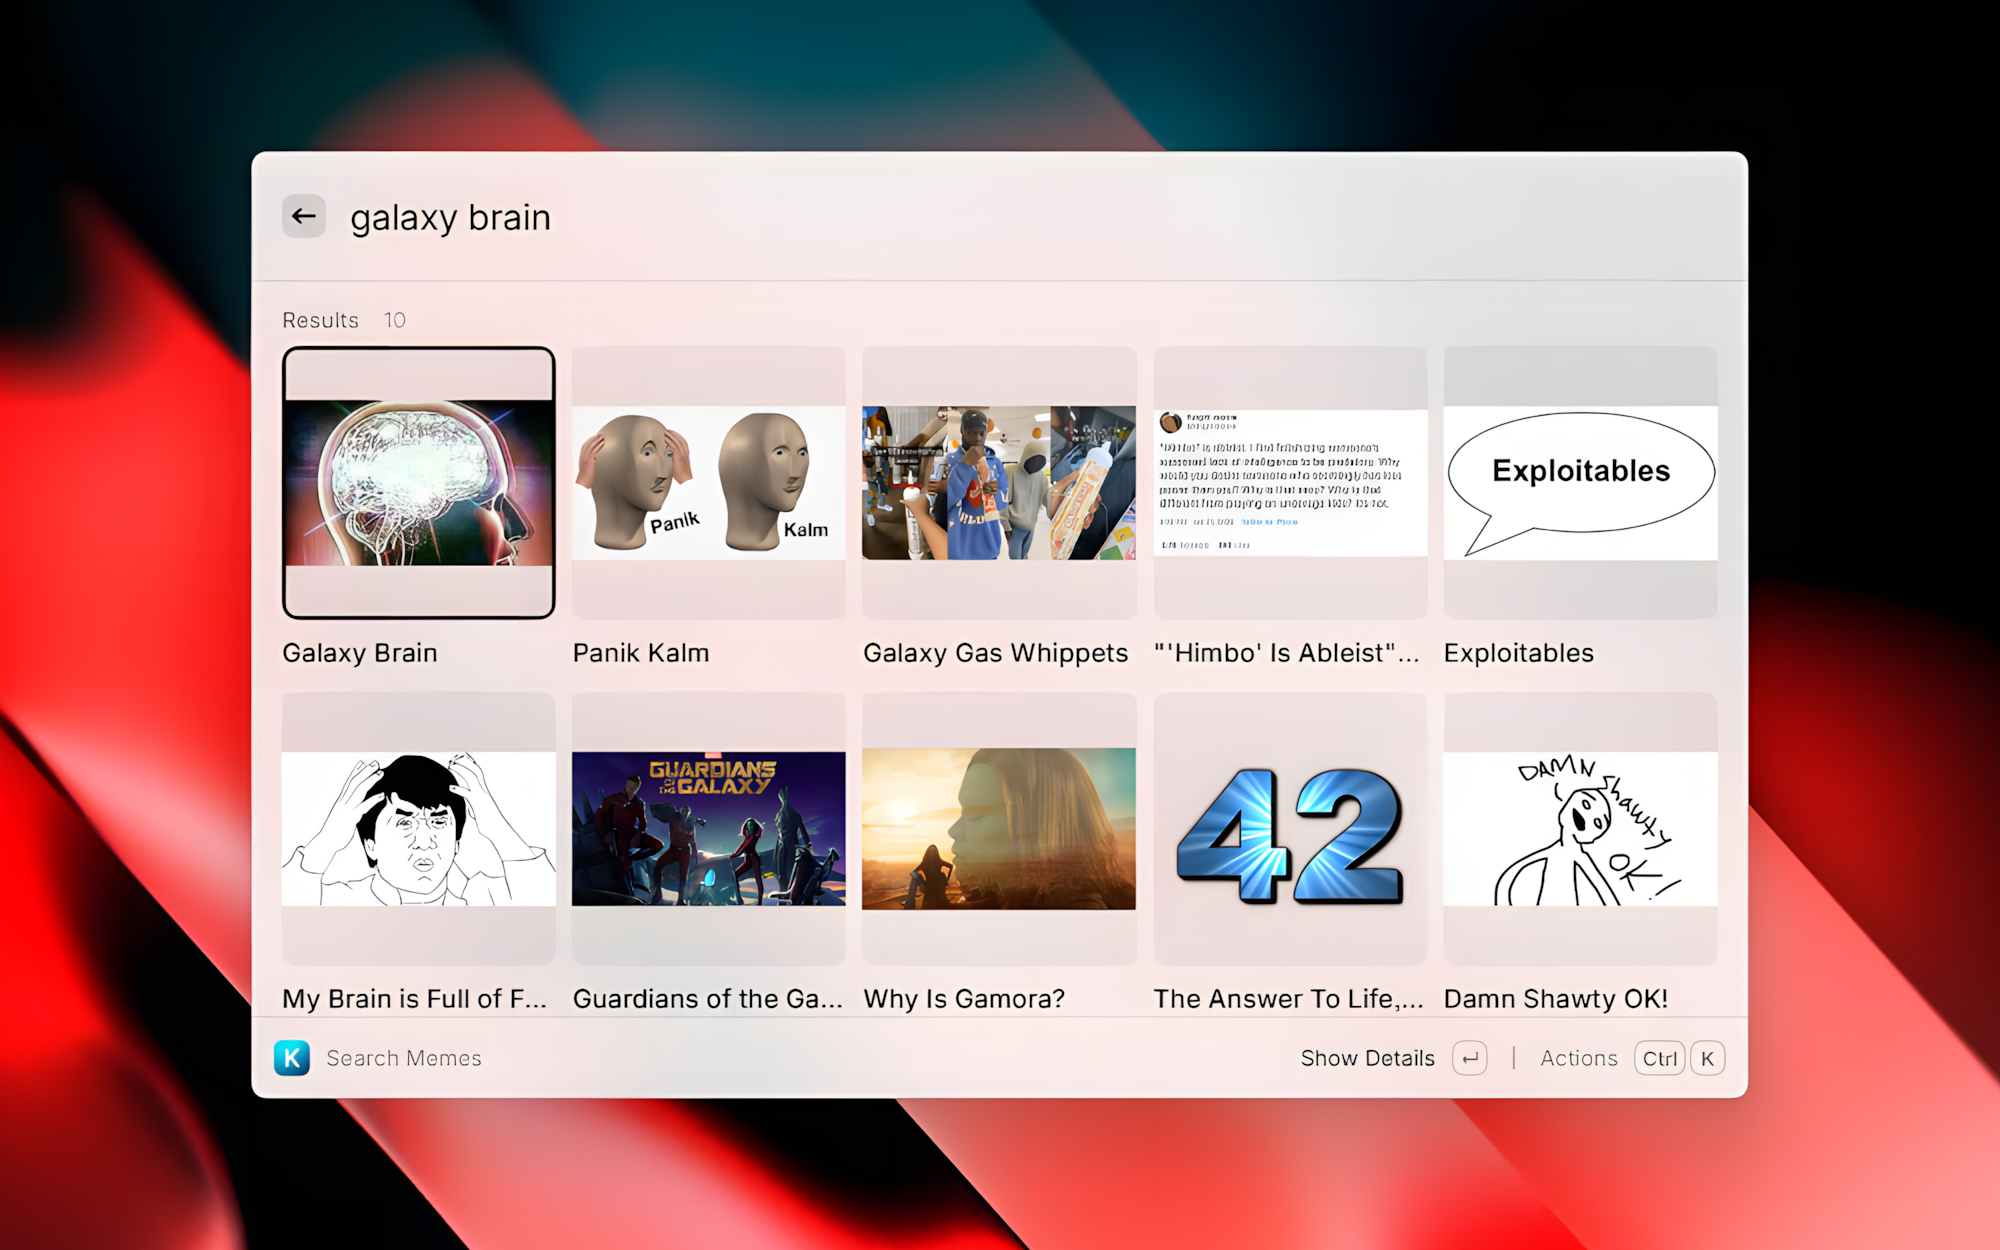 galaxy brain
Results 10
Panik
Kalm
Exploitables
Galaxy Brain
Panik Kalm
Galaxy Gas Whippets
"'Himbo' Is Ableist"...
Exploitables
GUARDIANS
OF THE GALAXY
42
DAMN Shawty
OK!
My Brain is Full of F...
Guardians of the Ga...
Why Is Gamora?
The Answer To Life,...
Damn Shawty OK!
K Search Memes
Show Details
Actions Ctrl K